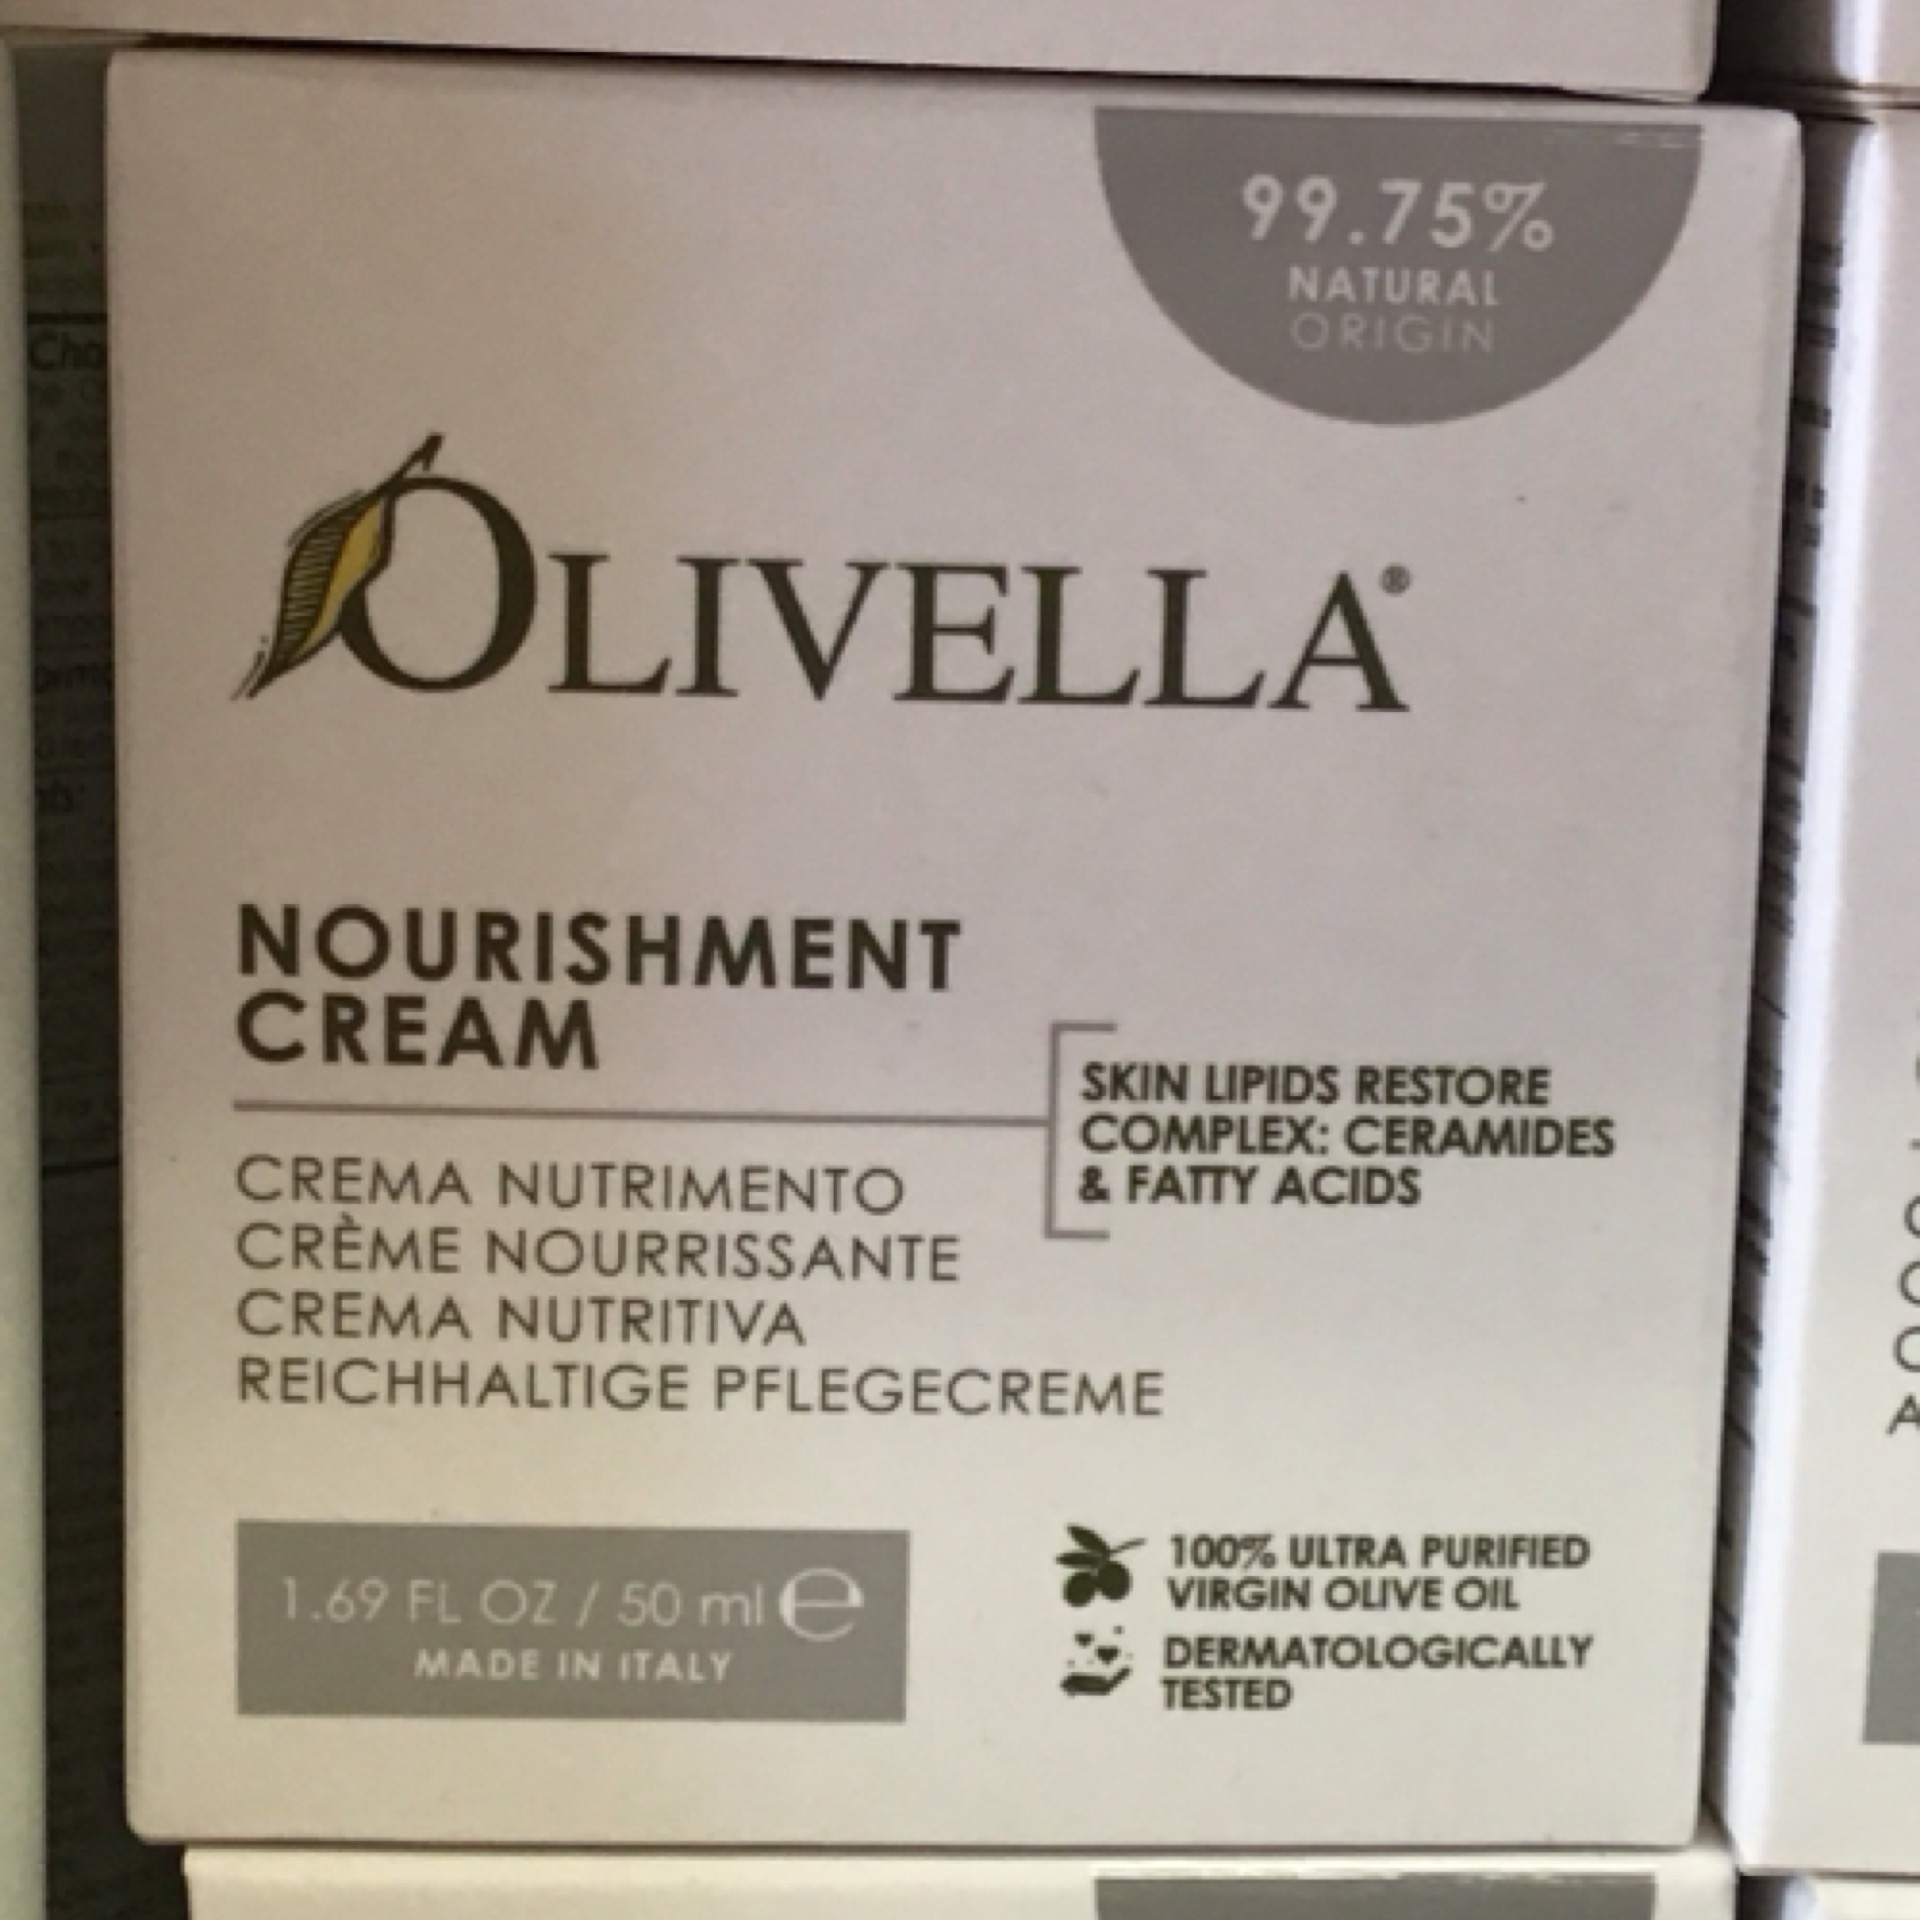 99.75%
NATURAL
ORIGIN
OLIVELLA®
NOURISHMENT
CREAM
SKIN LIPIDS RESTORE
COMPLEX: CERAMIDES
& FATTY ACIDS
CREMA NUTRIMENTO
CRÈME NOURRISSANTE
CREMA NUTRITIVA
REICHHALTIGE PFLEGECREME
1.69 FL OZ / 50 ml e
MADE IN ITALY
100% ULTRA PURIFIED
VIRGIN OLIVE OIL
DERMATOLOGICALLY
TESTED